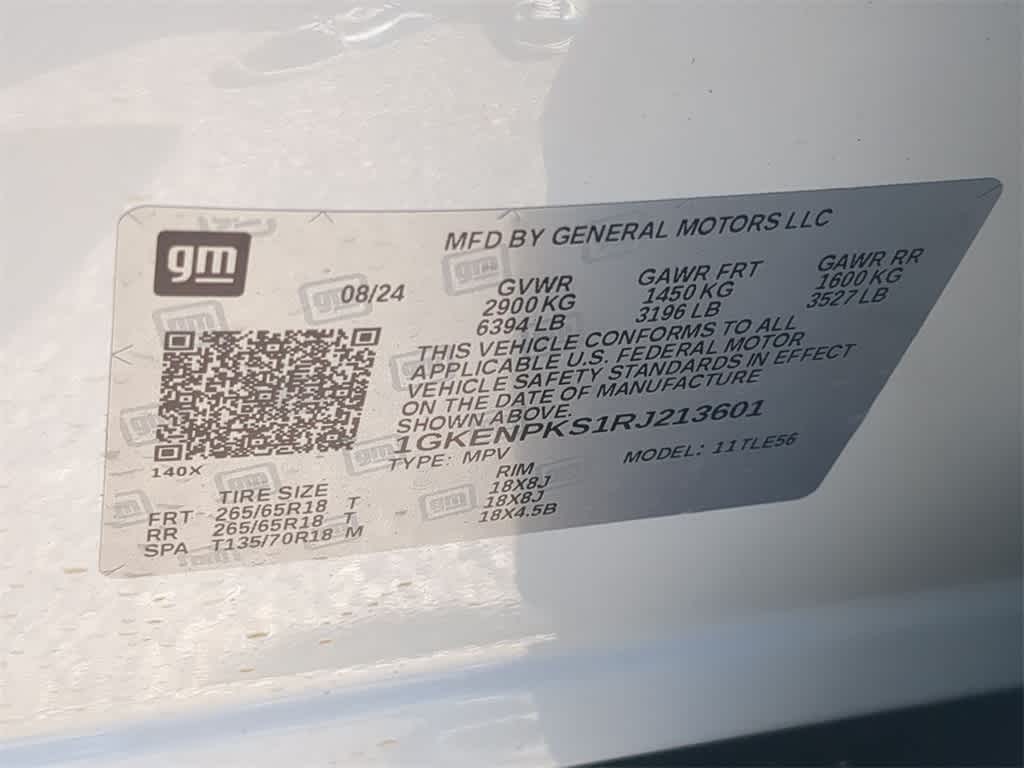 gm
MFD BY GENERAL MOTORS LLC
08/24
GVWR GAWR FRT GAWR RR
2900 KG 1450 KG 1600 KG
6394 LB 3196 LB 3527 LB
THIS VEHICLE CONFORMS TO ALL
APPLICABLE U.S. FEDERAL MOTOR
VEHICLE SAFETY STANDARDS IN EFFECT
ON THE DATE OF MANUFACTURE
SHOWN ABOVE.
1GKENPKS1RJ213601
TYPE: MPV MODEL: 11TLE56
140X
TIRE SIZE RIM
FRT 265/65R18 T 18X8J
RR 265/65R18 T 18X8J
SPA T135/70R18 M 18X4.5B